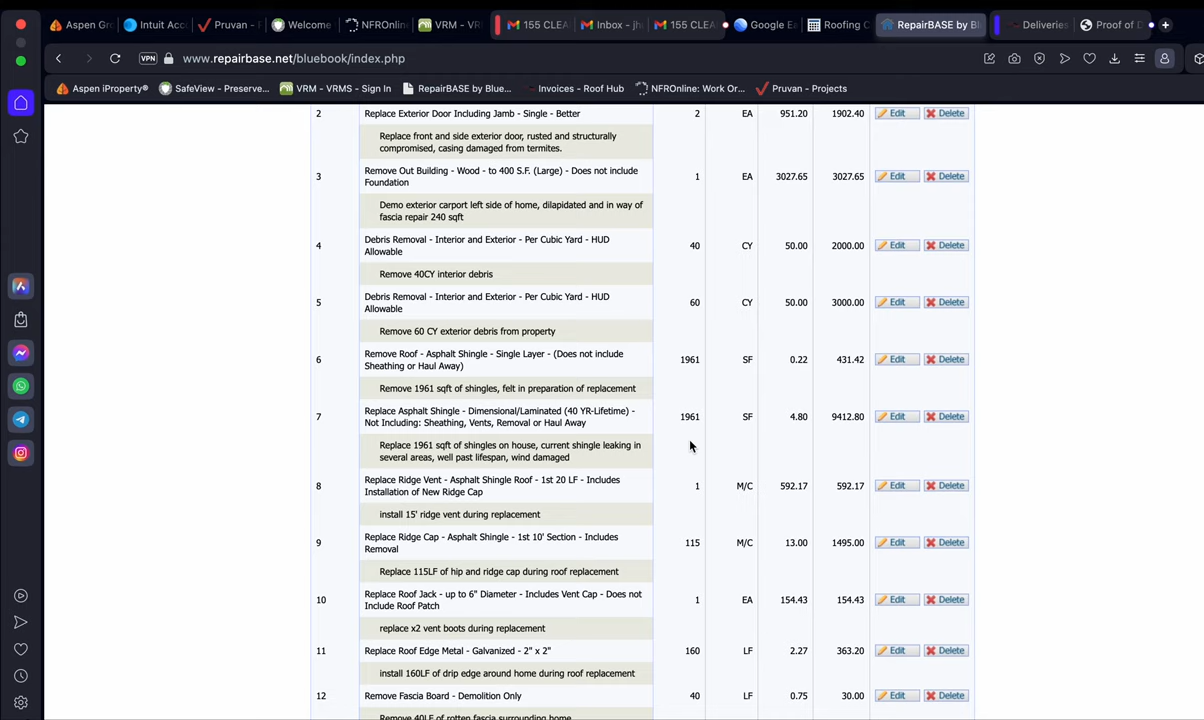 Aspen Gro
Intuit Acc
Pruvan - F
Welcome
NFROnline
VRM - VR
155 CLEA
Inbox - jh
155 CLEA
Google Ea
Roofing C
RepairBASE by Bl
Deliveries
Proof of D
VPN
www.repairbase.net/bluebook/index.php
Aspen iProperty®
SafeView - Preserve...
VRM - VRMS - Sign In
RepairBASE by Blue...
Invoices - Roof Hub
NFROnline: Work Or...
Pruvan - Projects
2 Replace Exterior Door Including Jamb - Single - Better 2 EA 951.20 1902.40 Edit Delete
Replace front and side exterior door, rusted and structurally
compromised, casing damaged from termites.
3 Remove Out Building - Wood - to 400 S.F. (Large) - Does not include
Foundation 1 EA 3027.65 3027.65 Edit Delete
Demo exterior carport left side of home, dilapidated and in way of
fascia repair 240 sqft
4 Debris Removal - Interior and Exterior - Per Cubic Yard - HUD
Allowable 40 CY 50.00 2000.00 Edit Delete
Remove 40CY interior debris
5 Debris Removal - Interior and Exterior - Per Cubic Yard - HUD
Allowable 60 CY 50.00 3000.00 Edit Delete
Remove 60 CY exterior debris from property
6 Remove Roof - Asphalt Shingle - Single Layer - (Does not include
Sheathing or Haul Away) 1961 SF 0.22 431.42 Edit Delete
Remove 1961 sqft of shingles, felt in preparation of replacement
7 Replace Asphalt Shingle - Dimensional/Laminated (40 YR-Lifetime) -
Not Including: Sheathing, Vents, Removal or Haul Away 1961 SF 4.80 9412.80 Edit Delete
Replace 1961 sqft of shingles on house, current shingle leaking in
several areas, well past lifespan, wind damaged
8 Replace Ridge Vent - Asphalt Shingle Roof - 1st 20 LF - Includes
Installation of New Ridge Cap 1 M/C 592.17 592.17 Edit Delete
install 15' ridge vent during replacement
9 Replace Ridge Cap - Asphalt Shingle - 1st 10' Section - Includes
Removal 115 M/C 13.00 1495.00 Edit Delete
Replace 115LF of hip and ridge cap during roof replacement
10 Replace Roof Jack - up to 6" Diameter - Includes Vent Cap - Does not
Include Roof Patch 1 EA 154.43 154.43 Edit Delete
replace x2 vent boots during replacement
11 Replace Roof Edge Metal - Galvanized - 2" x 2" 160 LF 2.27 363.20 Edit Delete
install 160LF of drip edge around home during roof replacement
12 Remove Fascia Board - Demolition Only 40 LF 0.75 30.00 Edit Delete
Remove 40LF of rotten fascia surrounding home